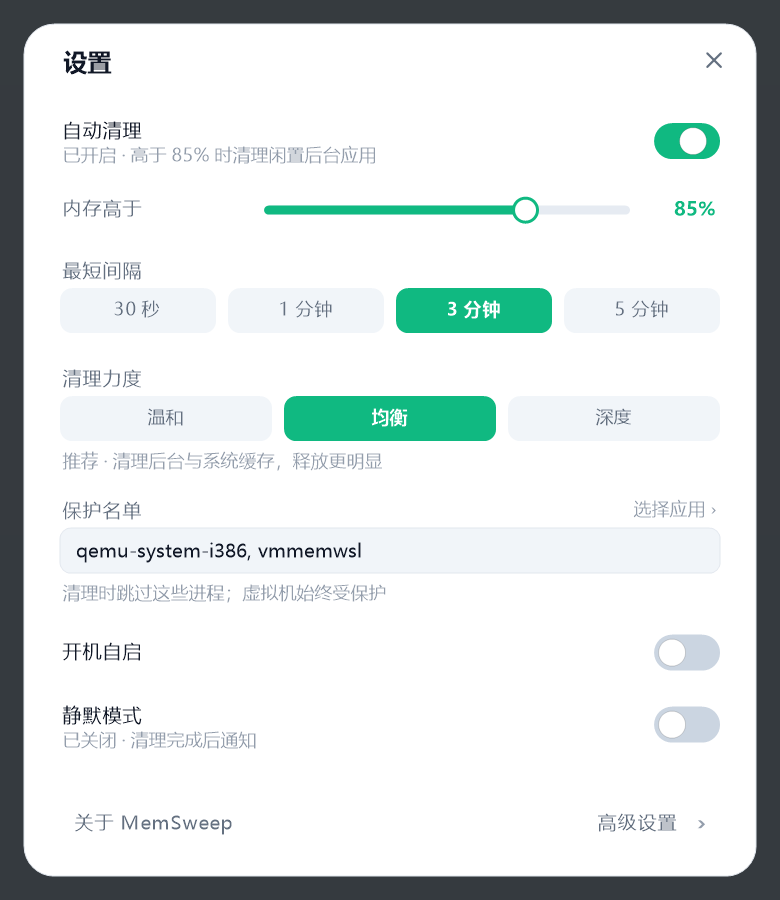 设置
自动清理
已开启 · 高于 85% 时清理闲置后台应用
内存高于 85%
最短间隔
30 秒 1 分钟 3 分钟 5 分钟
清理力度
温和 均衡 深度
推荐 · 清理后台与系统缓存，释放更明显
保护名单 选择应用 ›
qemu-system-i386, vmmemwsl
清理时跳过这些进程；虚拟机始终受保护
开机自启
静默模式
已关闭 · 清理完成后通知
关于 MemSweep 高级设置 ›